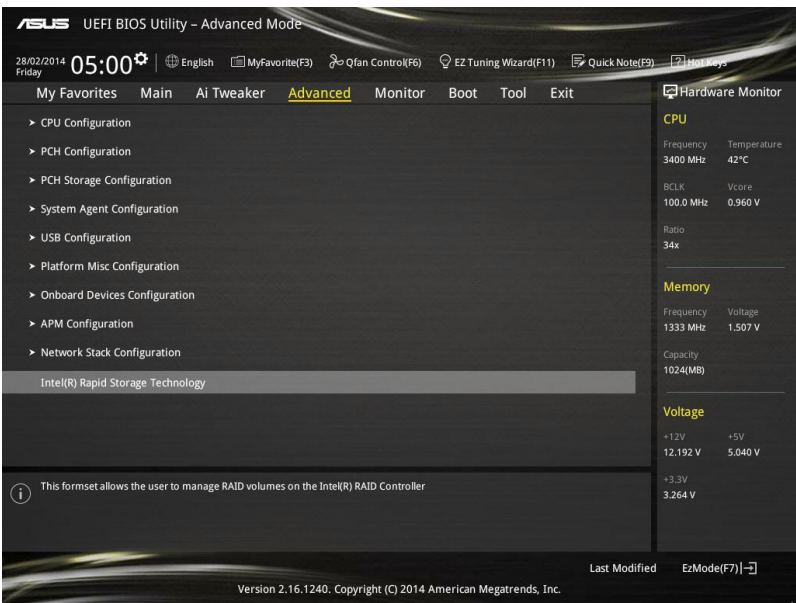 ASUS UEFI BIOS Utility – Advanced Mode
28/02/2014 Friday 05:00 English MyFavorite(F3) Qfan Control(F6) EZ Tuning Wizard(F11) Quick Note(F9) ? Hot Keys
My Favorites Main Ai Tweaker Advanced Monitor Boot Tool Exit
> CPU Configuration
> PCH Configuration
> PCH Storage Configuration
> System Agent Configuration
> USB Configuration
> Platform Misc Configuration
> Onboard Devices Configuration
> APM Configuration
> Network Stack Configuration
Intel(R) Rapid Storage Technology
i This formset allows the user to manage RAID volumes on the Intel(R) RAID Controller
Hardware Monitor
CPU
Frequency Temperature
3400 MHz 42°C
BCLK Vcore
100.0 MHz 0.960 V
Ratio
34x
Memory
Frequency Voltage
1333 MHz 1.507 V
Capacity
1024(MB)
Voltage
+12V +5V
12.192 V 5.040 V
+3.3V
3.264 V
Last Modified EzMode(F7)
Version 2.16.1240. Copyright (C) 2014 American Megatrends, Inc.